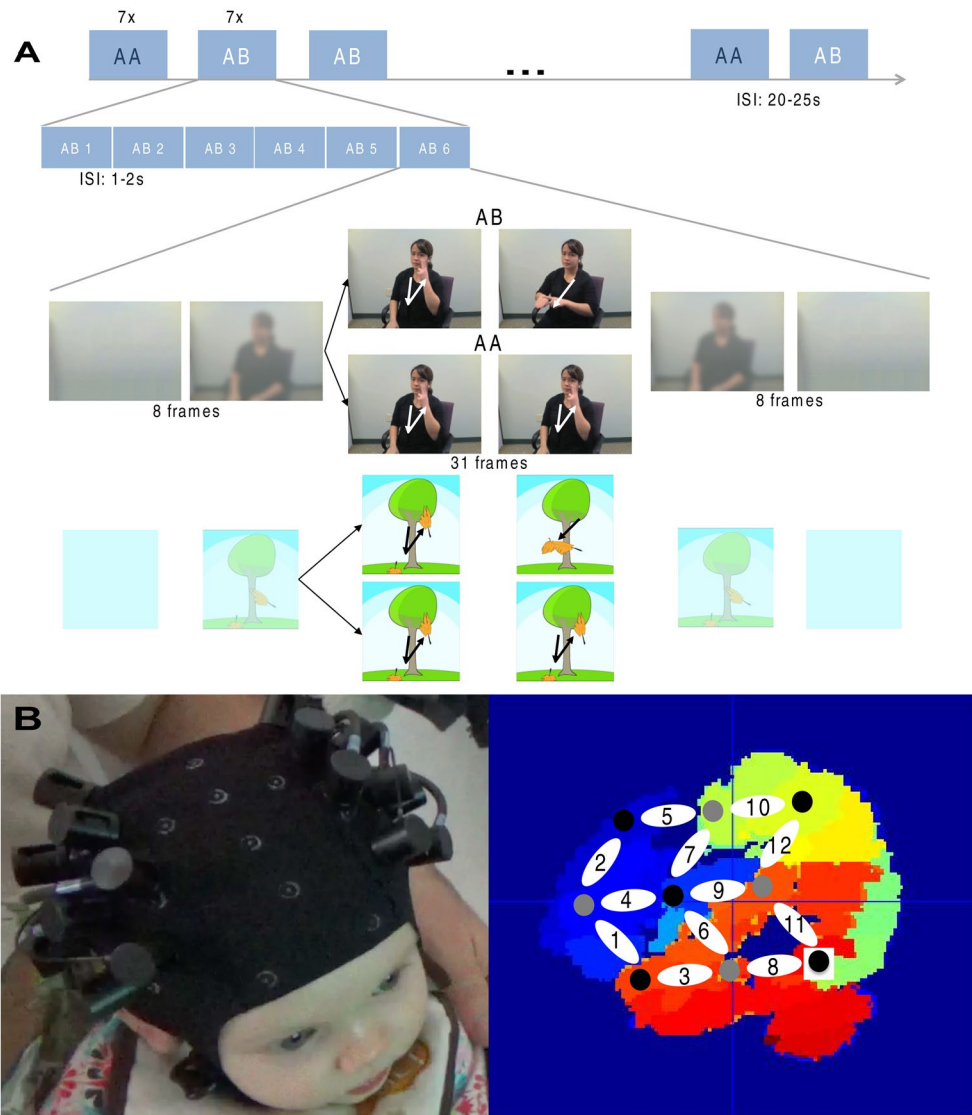 7x 7x
A AA AB AB ... AA AB
ISI: 20-25s
AB 1 AB 2 AB 3 AB 4 AB 5 AB 6
ISI: 1-2s
AB
AA
8 frames 8 frames
31 frames
B
5 10
2 7 12
4 9
1 6 11
3 8